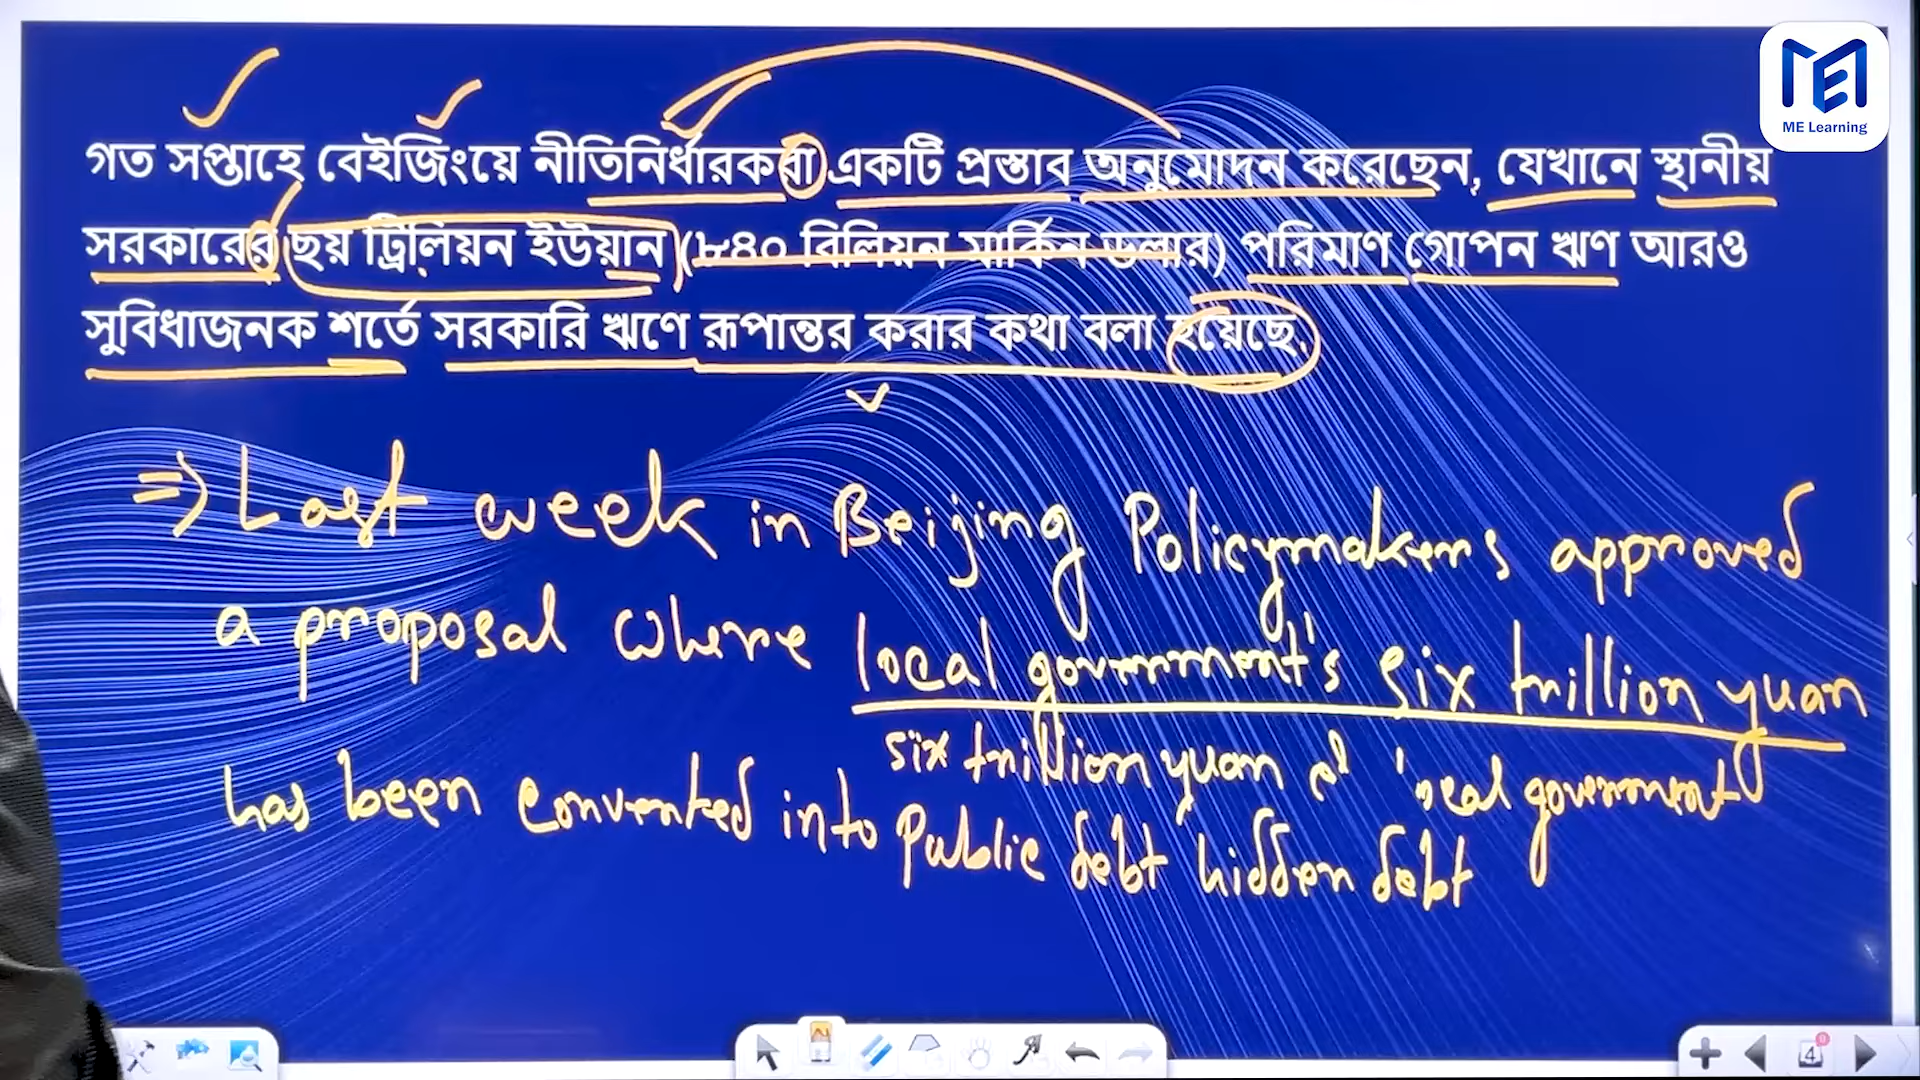 ME Learning
গত সপ্তাহে বেইজিংয়ে নীতিনির্ধারকরা একটি প্রস্তাব অনুমোদন করেছেন, যেখানে স্থানীয়
সরকারের ছয় ট্রিলিয়ন ইউয়ান (৮৪০ বিলিয়ন মার্কিন ডলার) পরিমাণ গোপন ঋণ আরও
সুবিধাজনক শর্তে সরকারি ঋণে রূপান্তর করার কথা বলা হয়েছে.
=> Last week in Beijing Policymakers approved
a proposal where local government's six trillion yuan
six trillion yuan of local government
has been converted into Public debt hidden debt
4